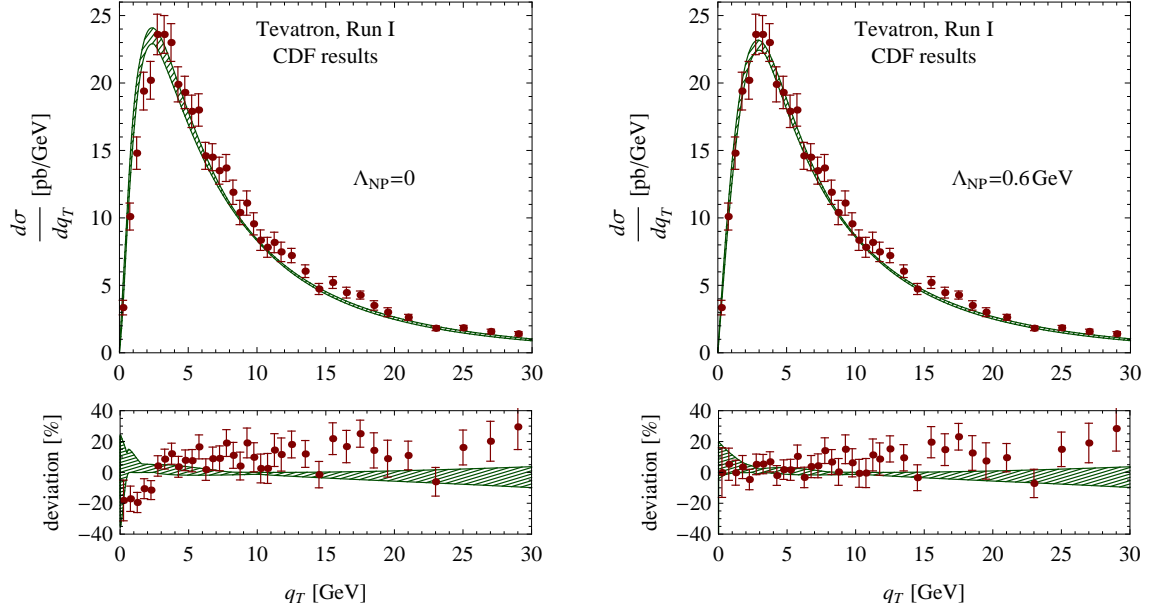 Tevatron, Run I
CDF results
Λ_NP=0
dσ/dq_T [pb/GeV]
25
20
15
10
5
0
0 5 10 15 20 25 30
deviation [%]
40
20
0
−20
−40
0 5 10 15 20 25 30
q_T [GeV]
Tevatron, Run I
CDF results
Λ_NP=0.6GeV
dσ/dq_T [pb/GeV]
25
20
15
10
5
0
0 5 10 15 20 25 30
deviation [%]
40
20
0
−20
−40
0 5 10 15 20 25 30
q_T [GeV]